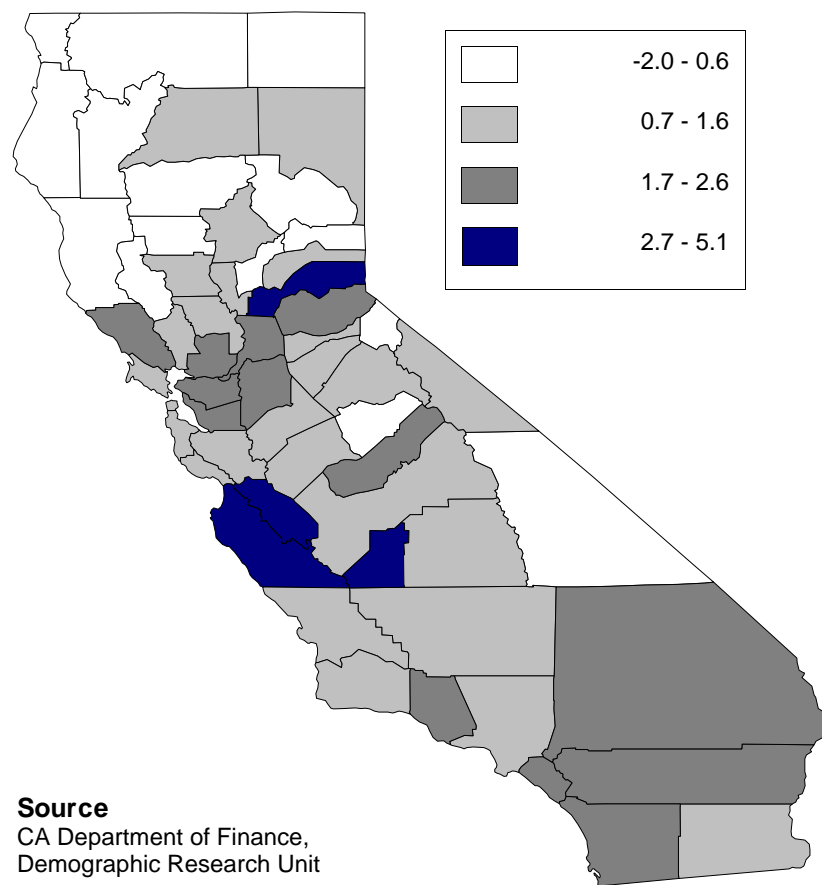 -2.0 - 0.6
0.7 - 1.6
1.7 - 2.6
2.7 - 5.1
Source
CA Department of Finance,
Demographic Research Unit